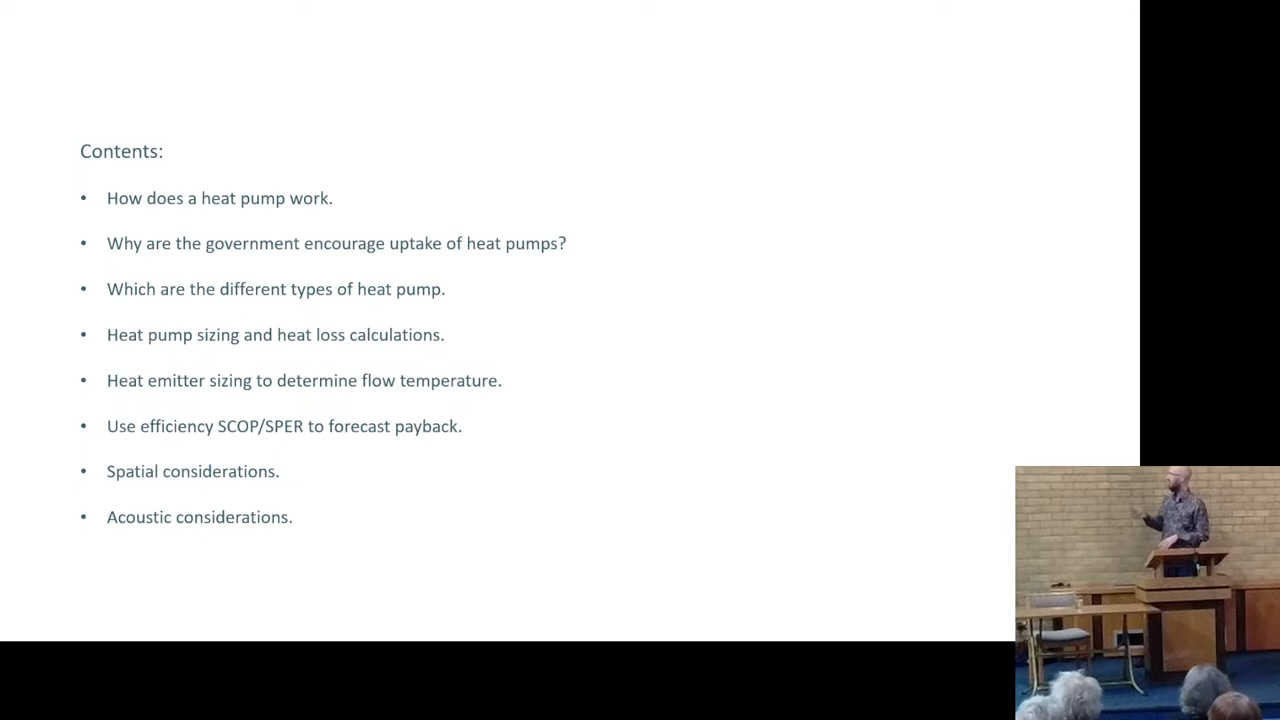 Contents:
• How does a heat pump work.
• Why are the government encourage uptake of heat pumps?
• Which are the different types of heat pump.
• Heat pump sizing and heat loss calculations.
• Heat emitter sizing to determine flow temperature.
• Use efficiency SCOP/SPER to forecast payback.
• Spatial considerations.
• Acoustic considerations.